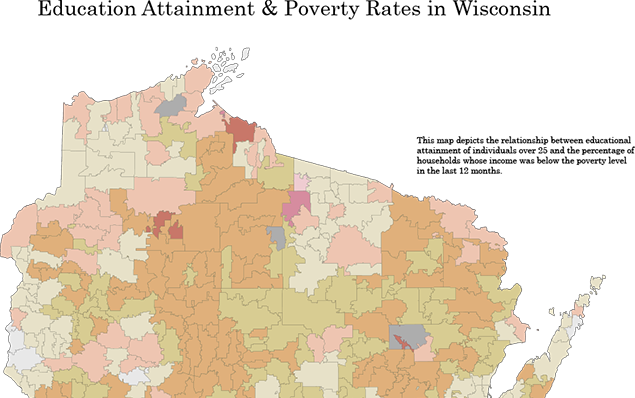 Education Attainment & Poverty Rates in Wisconsin
This map depicts the relationship between educational
attainment of individuals over 25 and the percentage of
households whose income was below the poverty level
in the last 12 months.